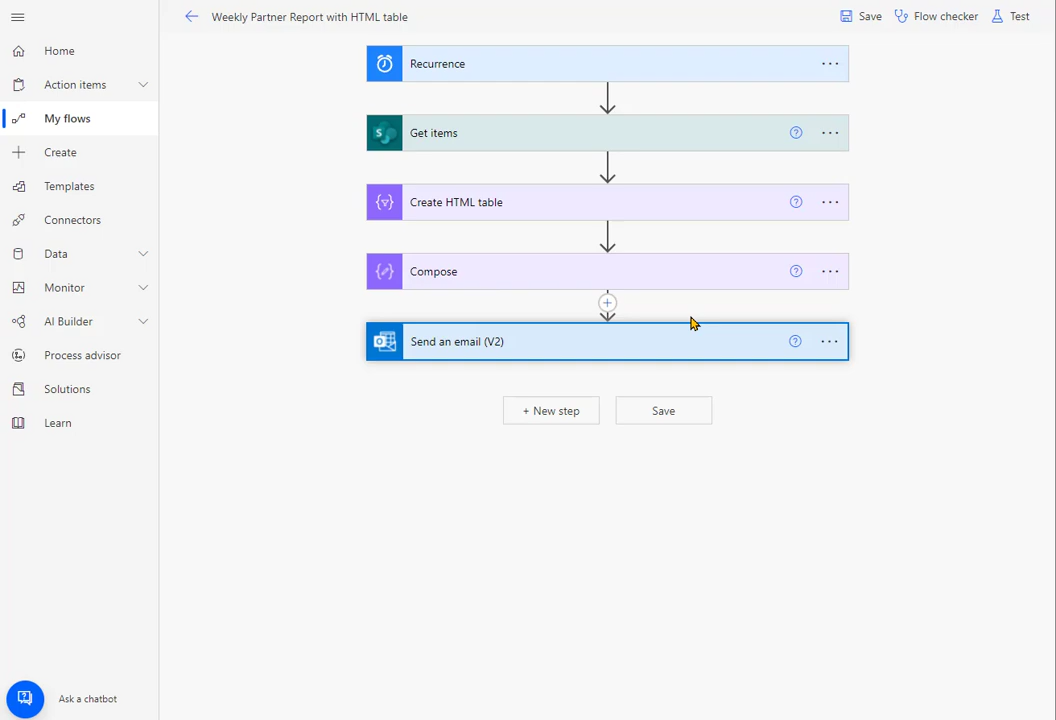 Weekly Partner Report with HTML table
Save
Flow checker
Test
Home
Action items
My flows
Create
Templates
Connectors
Data
Monitor
AI Builder
Process advisor
Solutions
Learn
Ask a chatbot
Recurrence
Get items
Create HTML table
Compose
Send an email (V2)
+ New step
Save